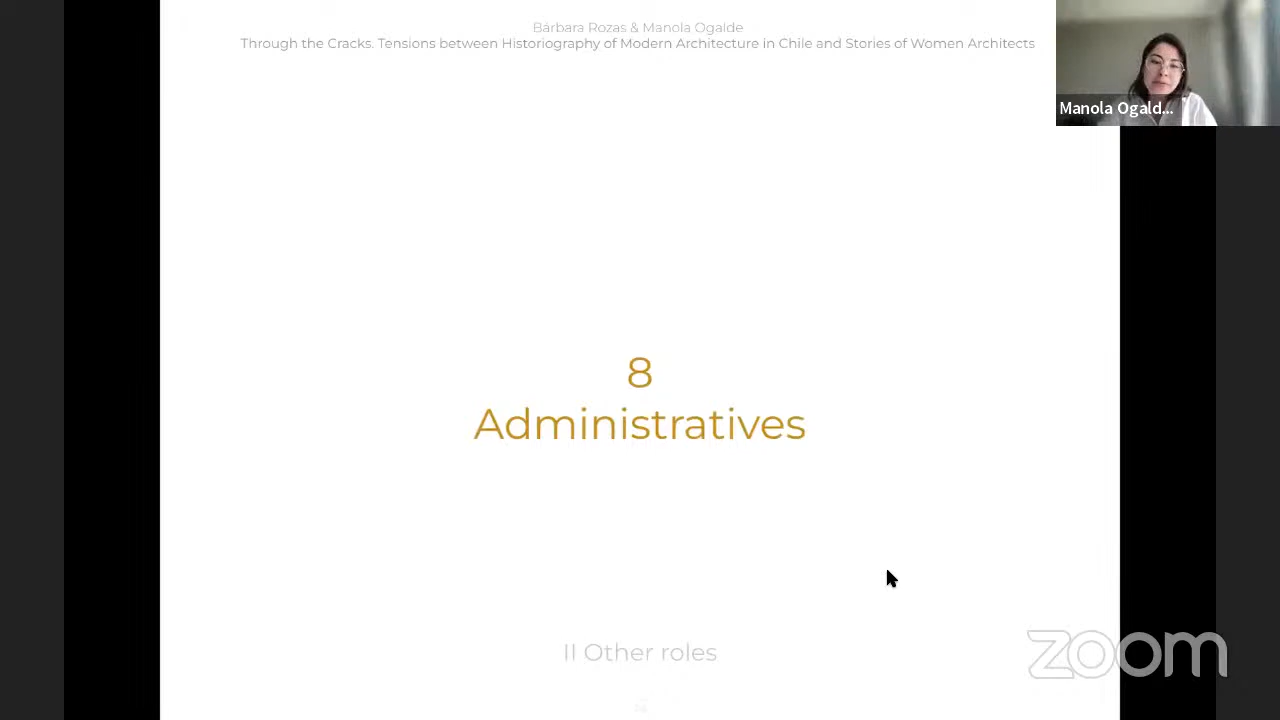 Bárbara Rozas & Manola Ogalde
Through the Cracks. Tensions between Historiography of Modern Architecture in Chile and Stories of Women Architects
Manola Ogald...
8
Administratives
II Other roles
zoom